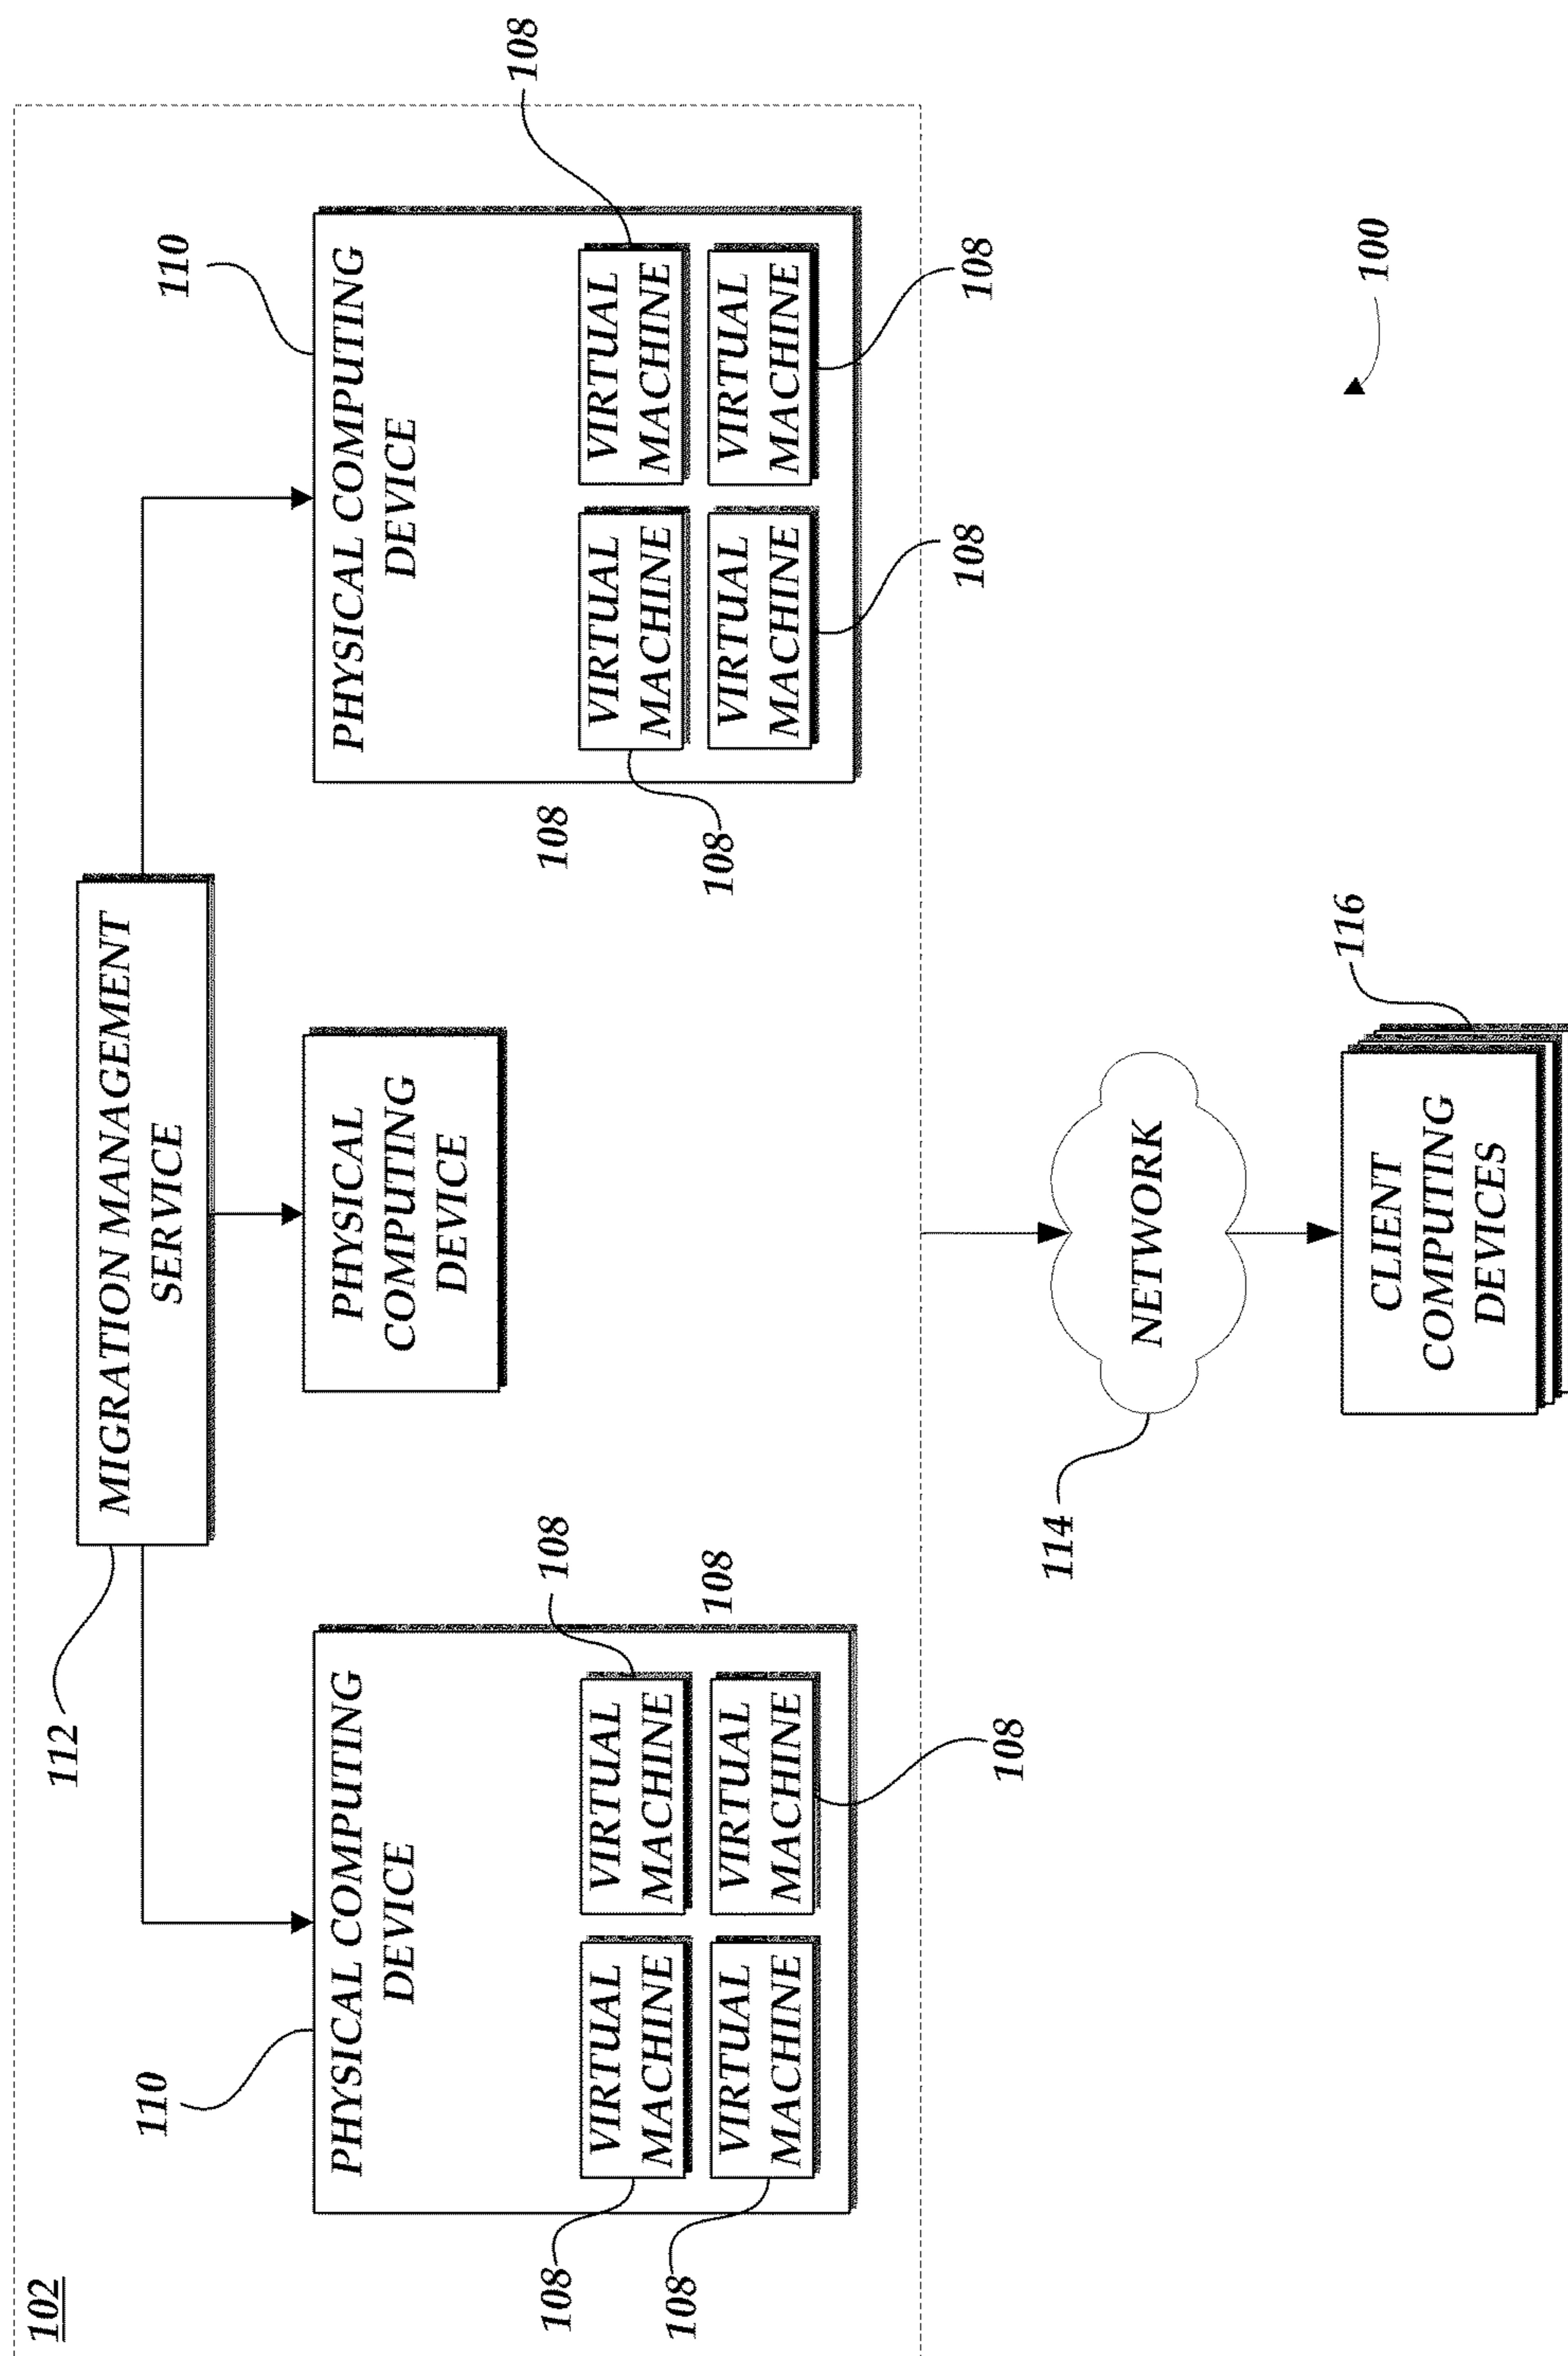 102
112
MIGRATION MANAGEMENT
SERVICE
110
PHYSICAL COMPUTING
DEVICE
108
VIRTUAL
MACHINE
VIRTUAL
MACHINE
108
108
VIRTUAL
MACHINE
VIRTUAL
MACHINE
108
108
PHYSICAL
COMPUTING
DEVICE
110
PHYSICAL COMPUTING
DEVICE
108
108
VIRTUAL
MACHINE
VIRTUAL
MACHINE
108
VIRTUAL
MACHINE
VIRTUAL
MACHINE
108
108
114
NETWORK
116
CLIENT
COMPUTING
DEVICES
100